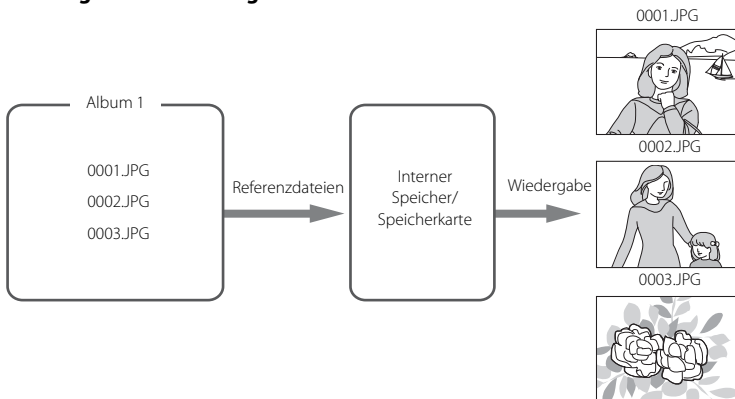 Album 1
0001.JPG
0002.JPG
0003.JPG
Referenzdateien
Interner
Speicher/
Speicherkarte
Wiedergabe
0001.JPG
0002.JPG
0003.JPG